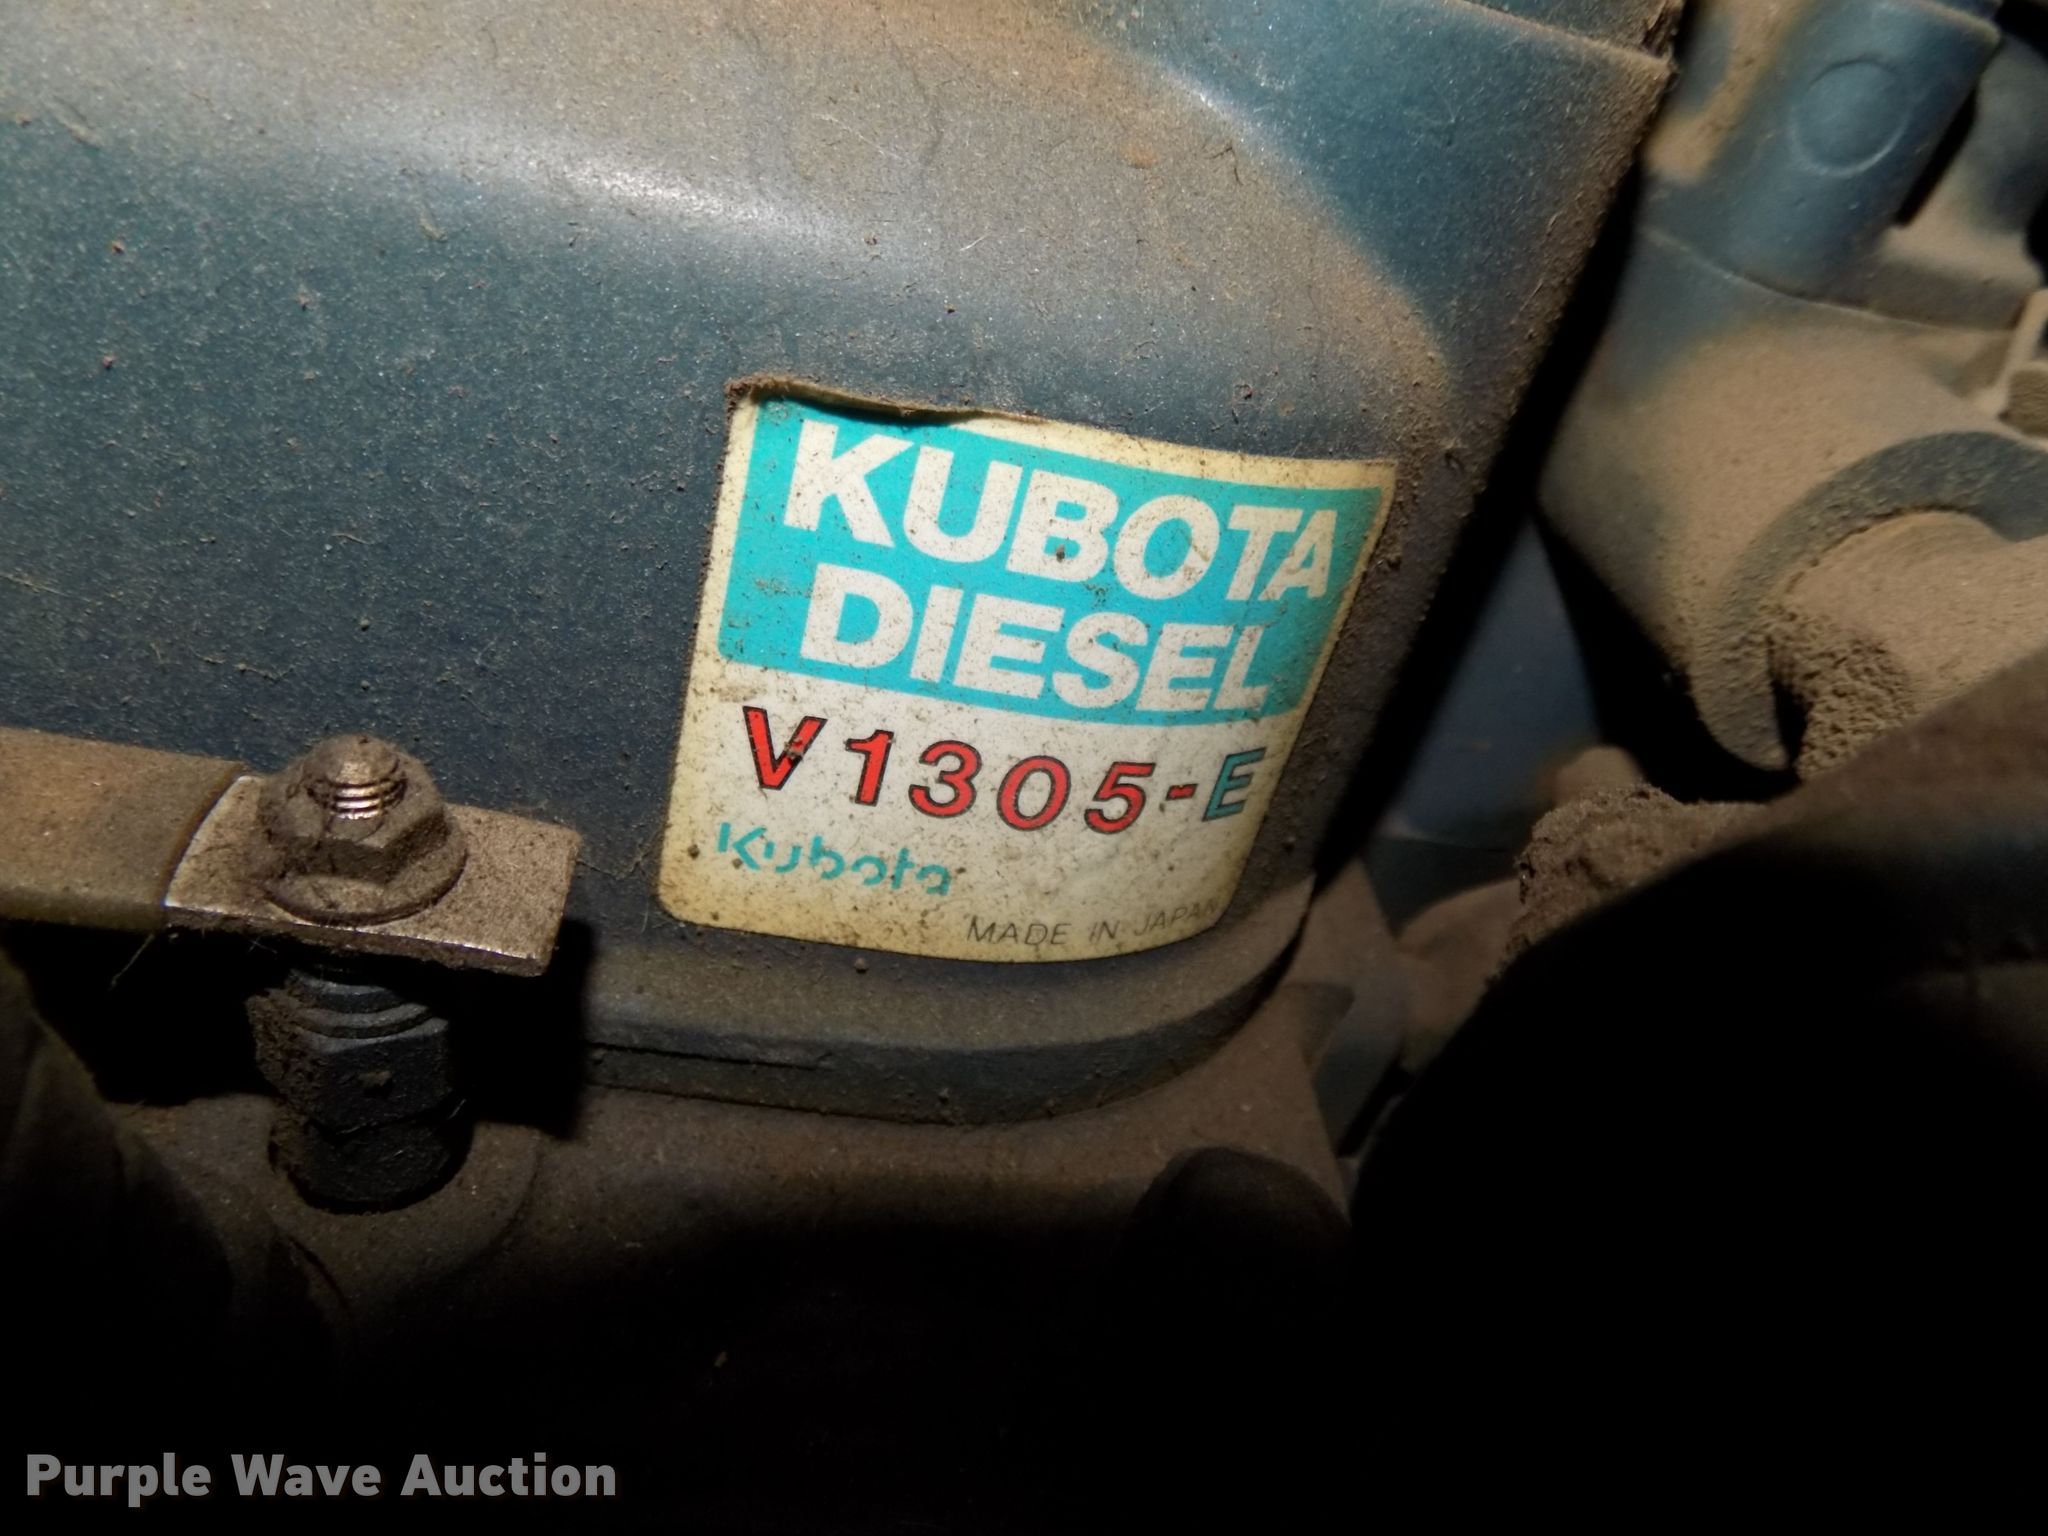 KUBOTA
DIESEL
V1305-E
Kubota
MADE IN JAPAN
Purple Wave Auction